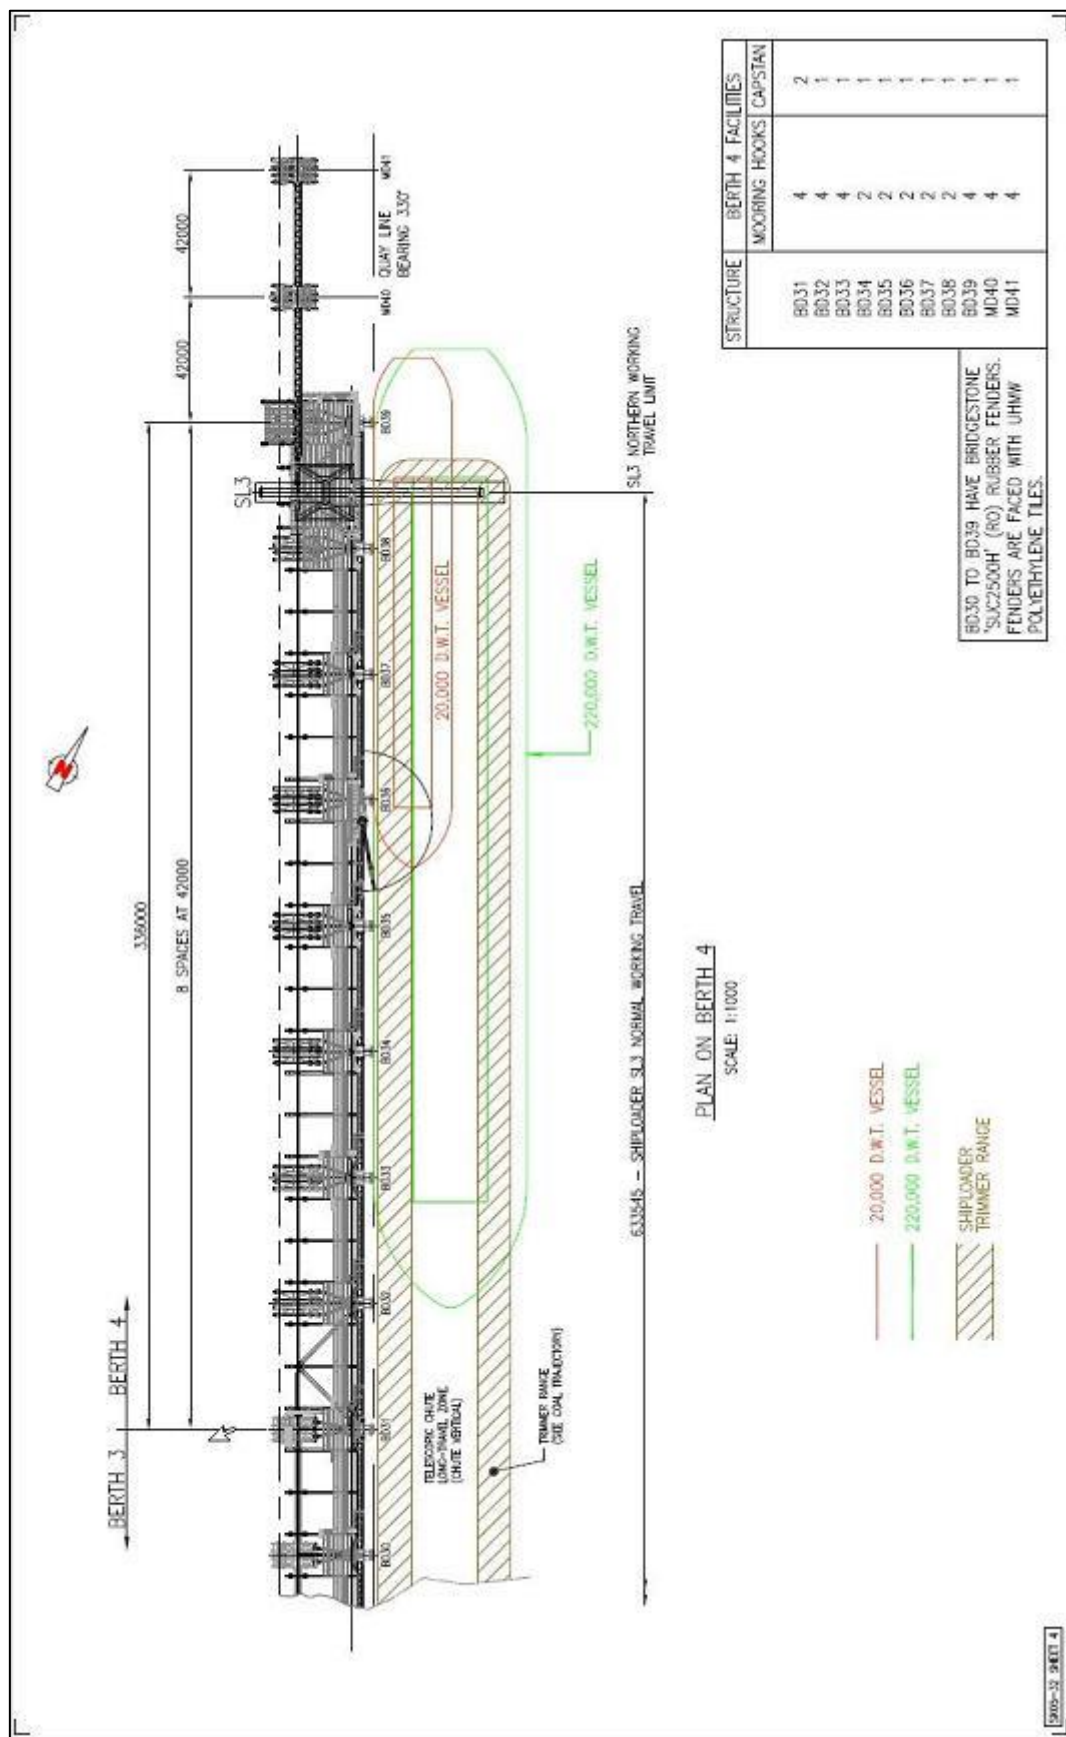 BERTH 3
BERTH 4
336000
8 SPACES AT 42000
42000
42000
SL3
N
BD30
BD31
BD32
BD33
BD34
BD35
BD36
BD37
BD38
BD39
MD40
MD41
QUAY LINE
BEARING 330°
20,000 D.W.T. VESSEL
220,000 D.W.T. VESSEL
TELESCOPIC CHUTE
LONG-TRAVEL ZONE
(CHUTE VERTICAL)
TRIMMER RANGE
(SIDE COAL TRAJECTORY)
SL3 NORTHERN WORKING
TRAVEL LIMIT
633545 - SHIPLOADER SL3 NORMAL WORKING TRAVEL
PLAN ON BERTH 4
SCALE: 1:1000
20,000 D.W.T. VESSEL
220,000 D.W.T. VESSEL
SHIPLOADER
TRIMMER RANGE
BD30 TO BD39 HAVE BRIDGESTONE
'SUC2500H' (RO) RUBBER FENDERS.
FENDERS ARE FACED WITH UHMW
POLYETHYLENE TILES.
STRUCTURE BERTH 4 FACILITIES
MOORING HOOKS CAPSTAN
BD31 4 2
BD32 4 1
BD33 4 1
BD34 2 1
BD35 2 1
BD36 2 1
BD37 2 1
BD38 2 1
BD39 4 1
MD40 4 1
MD41 4 1
SHEET 4